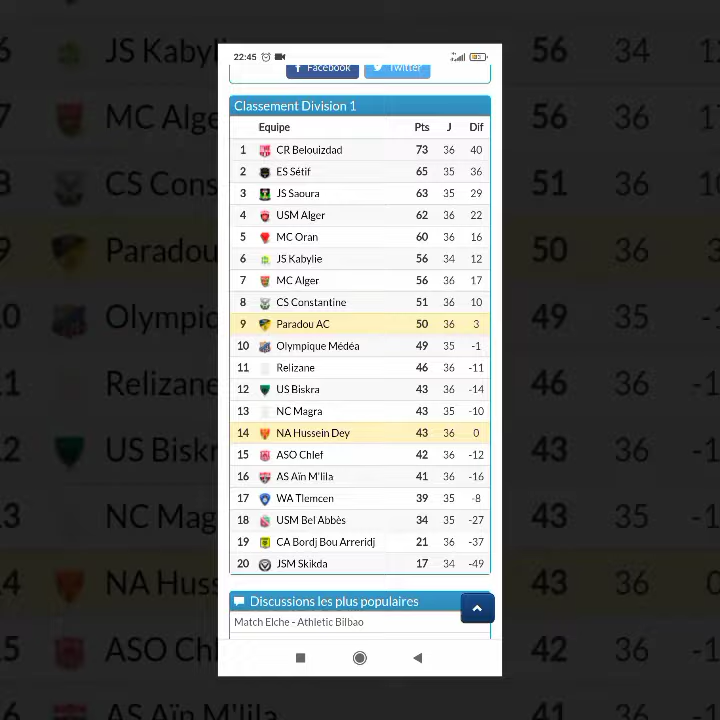 22:45
Facebook Twitter
Classement Division 1
Equipe Pts J Dif
1 CR Belouizdad 73 36 40
2 ES Sétif 65 35 36
3 JS Saoura 63 35 29
4 USM Alger 62 36 22
5 MC Oran 60 36 16
6 JS Kabylie 56 34 12
7 MC Alger 56 36 17
8 CS Constantine 51 36 10
9 Paradou AC 50 36 3
10 Olympique Médéa 49 35 -1
11 Relizane 46 36 -11
12 US Biskra 43 36 -14
13 NC Magra 43 35 -10
14 NA Hussein Dey 43 36 0
15 ASO Chlef 42 36 -12
16 AS Aïn M'lila 41 36 -16
17 WA Tlemcen 39 35 -8
18 USM Bel Abbès 34 35 -27
19 CA Bordj Bou Arreridj 21 36 -37
20 JSM Skikda 17 34 -49
Discussions les plus populaires
Match Elche - Athletic Bilbao